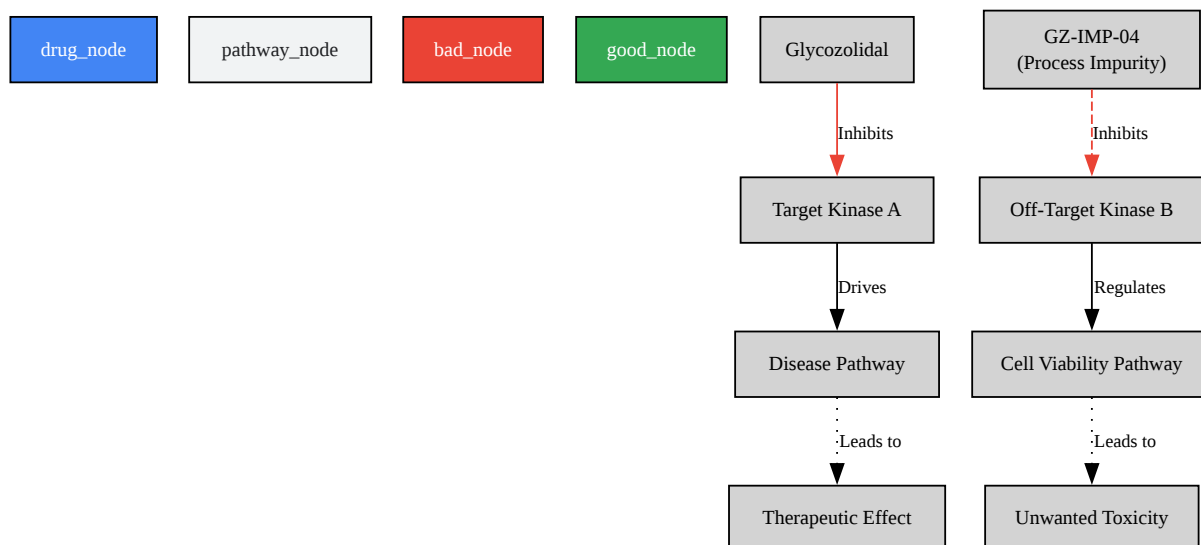 drug_node
pathway_node
bad_node
good_node
Glycozolidal
GZ-IMP-04
(Process Impurity)
Inhibits
Inhibits
Target Kinase A
Off-Target Kinase B
Drives
Regulates
Disease Pathway
Cell Viability Pathway
Leads to
Leads to
Therapeutic Effect
Unwanted Toxicity